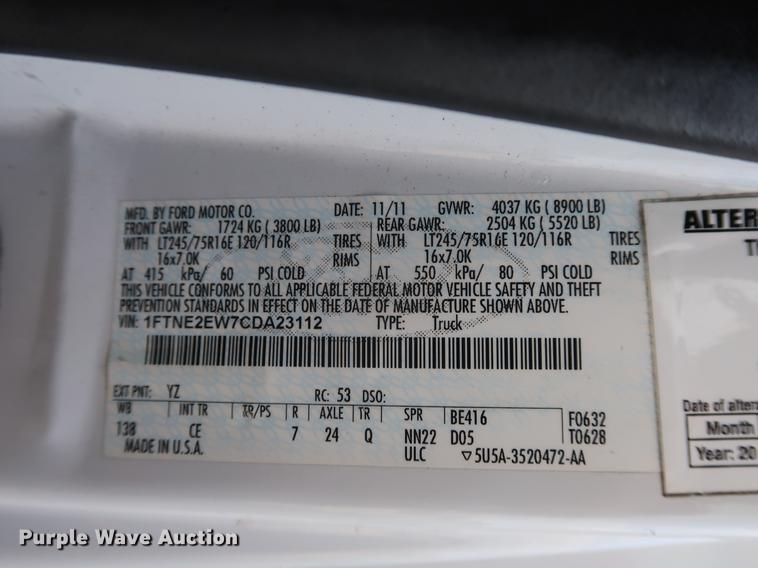 MFD. BY FORD MOTOR CO. DATE: 11/11 GVWR: 4037 KG ( 8900 LB)
FRONT GAWR: 1724 KG ( 3800 LB) REAR GAWR: 2504 KG ( 5520 LB)
WITH LT245/75R16E 120/116R TIRES WITH LT245/75R16E 120/116R TIRES
16x7.0K RIMS 16x7.0K RIMS
AT 415 kPa/ 60 PSI COLD AT 550 kPa/ 80 PSI COLD
THIS VEHICLE CONFORMS TO ALL APPLICABLE FEDERAL MOTOR VEHICLE SAFETY AND THEFT
PREVENTION STANDARDS IN EFFECT ON THE DATE OF MANUFACTURE SHOWN ABOVE.
VIN: 1FTNE2EW7CDA23112 TYPE: Truck
EXT PNT: YZ RC: 53 DSO:
WB INT TR TR/PS R AXLE TR SPR BE416 F0632
138 CE 7 24 Q NN22 D05 T0628
MADE IN U.S.A. ULC ▽5U5A-3520472-AA
ALTER
Date of altera
Month
Year: 20
Purple Wave Auction